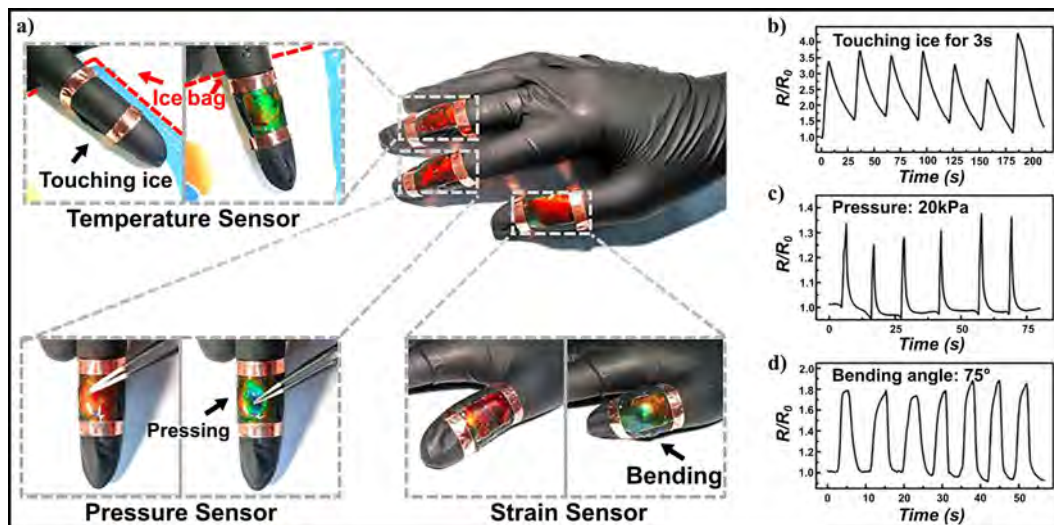 a)
Ice bag
Touching ice
Temperature Sensor
Pressing
Pressure Sensor
Bending
Strain Sensor
b)
Touching ice for 3s
R/R0
4.0
3.5
3.0
2.5
2.0
1.5
1.0
0 25 50 75 100 125 150 175 200
Time (s)
c)
Pressure: 20kPa
R/R0
1.4
1.3
1.2
1.1
1.0
0 25 50 75
Time (s)
d)
Bending angle: 75°
R/R0
2.0
1.8
1.6
1.4
1.2
1.0
0 10 20 30 40 50
Time (s)